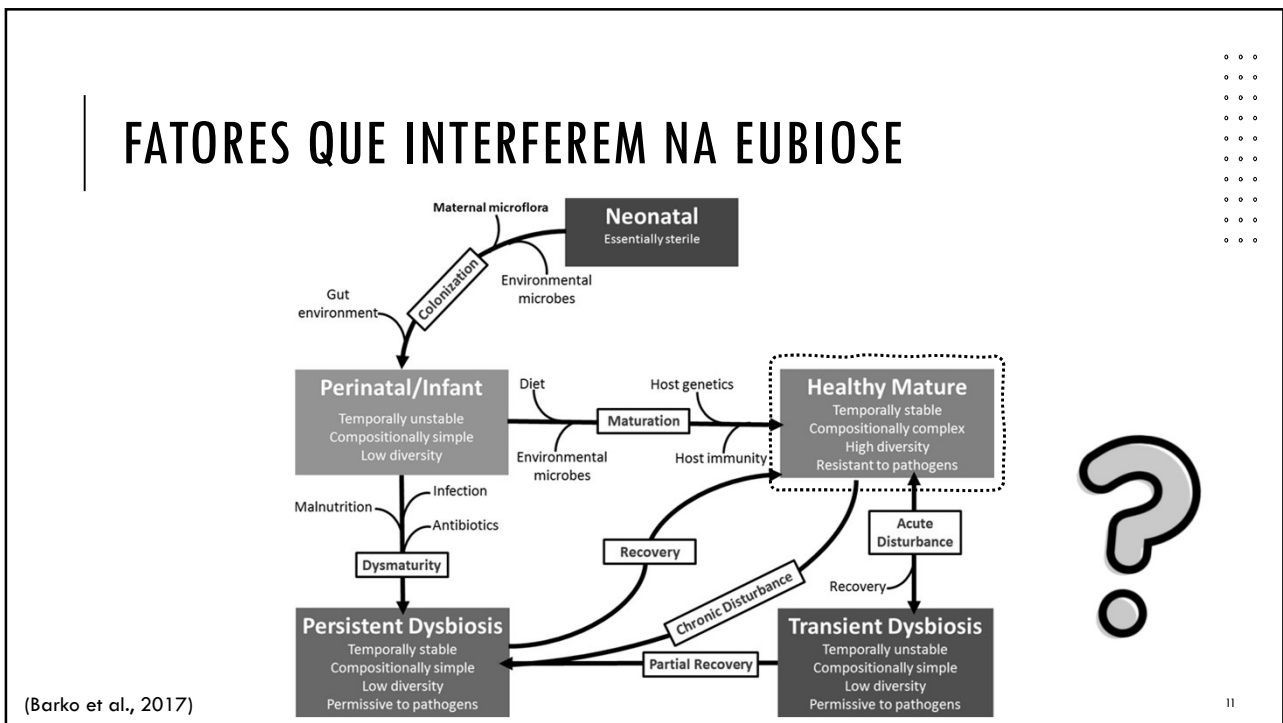 FATORES QUE INTERFEREM NA EUBIOSE
Maternal microflora
Neonatal
Essentially sterile
Colonization
Environmental
microbes
Gut
environment
Perinatal/Infant
Temporally unstable
Compositionally simple
Low diversity
Diet
Environmental
microbes
Maturation
Host genetics
Host immunity
Healthy Mature
Temporally stable
Compositionally complex
High diversity
Resistant to pathogens
Malnutrition
Infection
Antibiotics
Dysmaturity
Recovery
Chronic Disturbance
Acute
Disturbance
Recovery
?
Persistent Dysbiosis
Temporally stable
Compositionally simple
Low diversity
Permissive to pathogens
Partial Recovery
Transient Dysbiosis
Temporally unstable
Compositionally simple
Low diversity
Permissive to pathogens
(Barko et al., 2017)
11